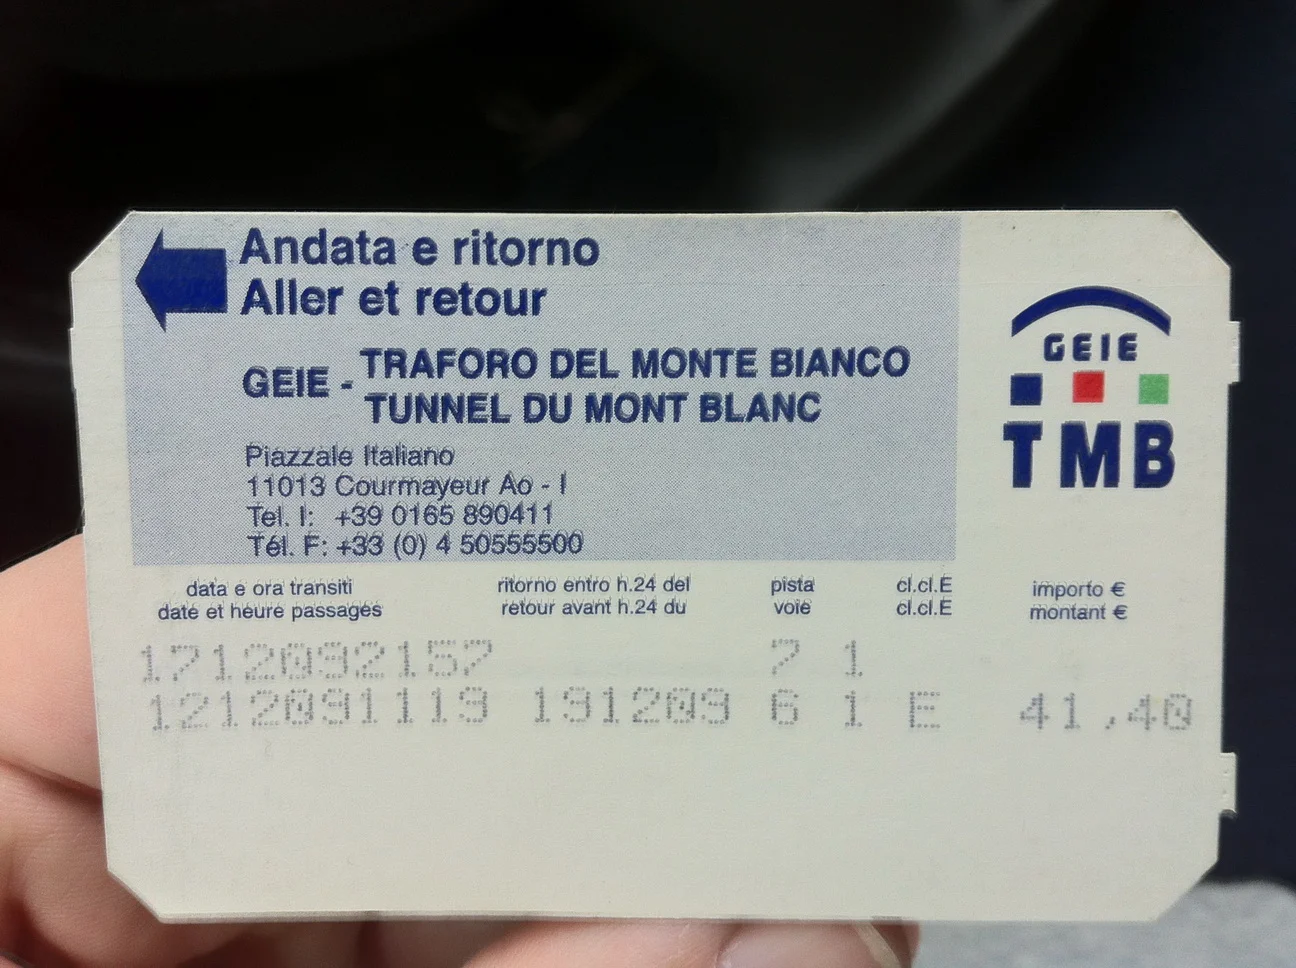 Andata e ritorno
Aller et retour
GEIE - TRAFORO DEL MONTE BIANCO
TUNNEL DU MONT BLANC
Piazzale Italiano
11013 Courmayeur Ao - I
Tel. I: +39 0165 890411
Tél. F: +33 (0) 4 50555500
GEIE
TMB
data e ora transiti ritorno entro h.24 del pista cl.cl.E importo €
date et heure passages retour avant h.24 du voie cl.cl.E montant €
1712092157 7 1
1212091119 191209 6 1 E 41,40